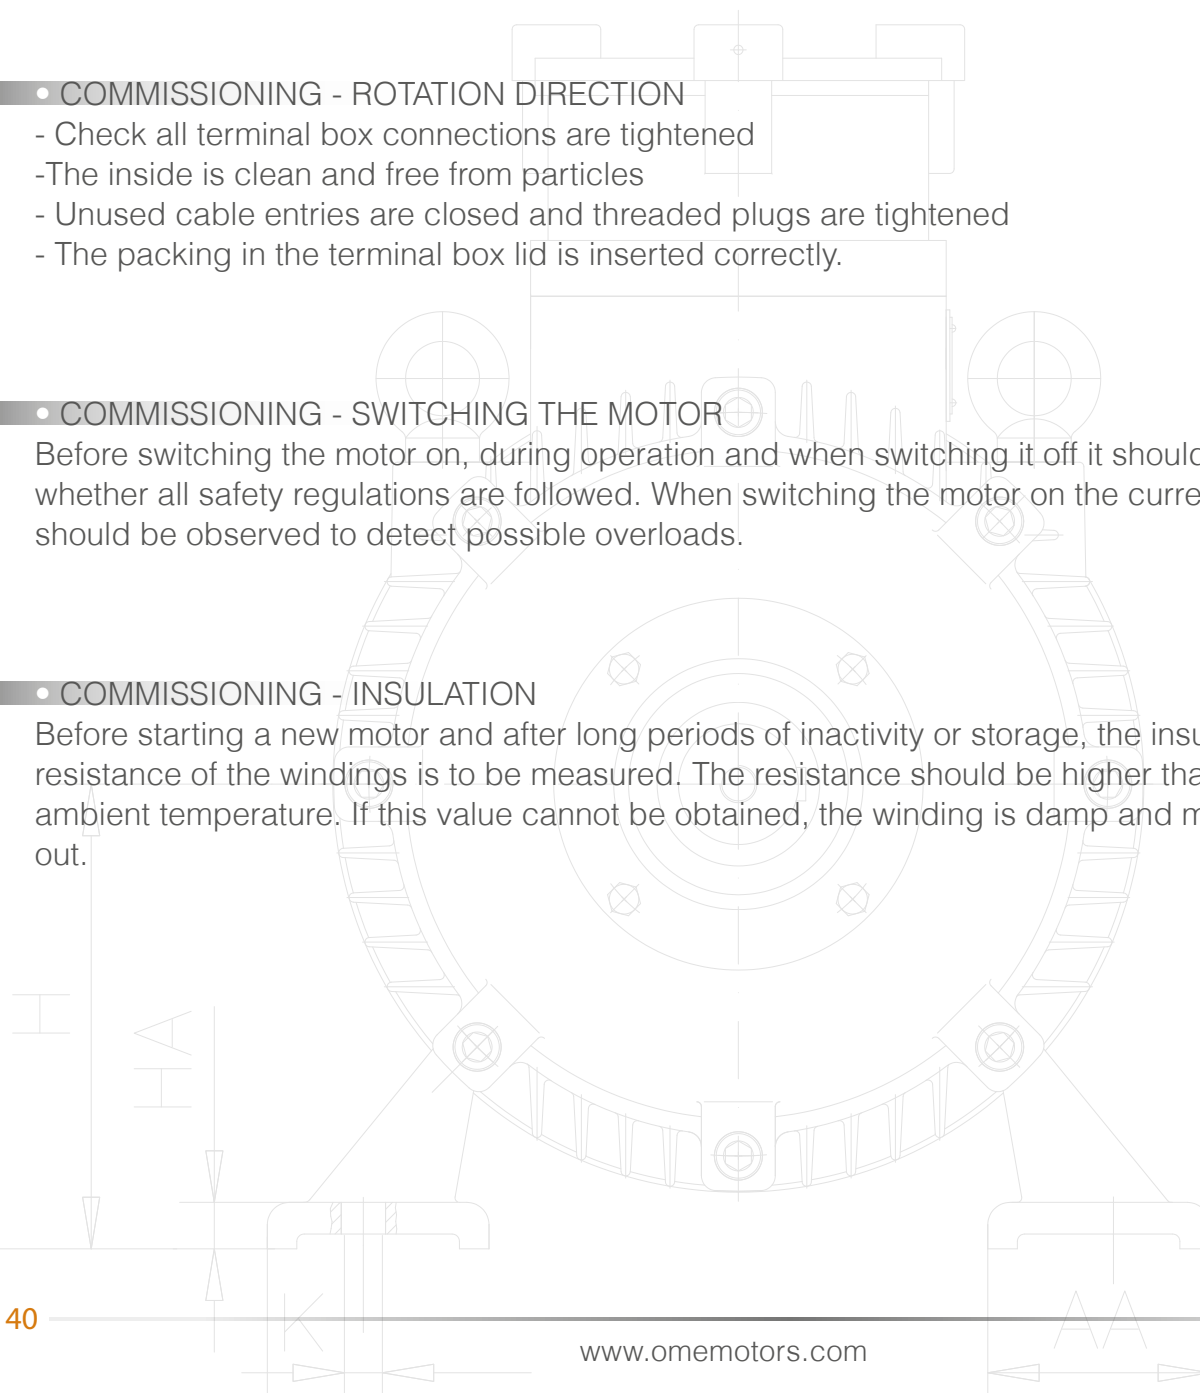 • COMMISSIONING - ROTATION DIRECTION
- Check all terminal box connections are tightened
-The inside is clean and free from particles
- Unused cable entries are closed and threaded plugs are tightened
- The packing in the terminal box lid is inserted correctly.
• COMMISSIONING - SWITCHING THE MOTOR
Before switching the motor on, during operation and when switching it off it should
whether all safety regulations are followed. When switching the motor on the curre
should be observed to detect possible overloads.
• COMMISSIONING - INSULATION
Before starting a new motor and after long periods of inactivity or storage, the insu
resistance of the windings is to be measured. The resistance should be higher tha
ambient temperature. If this value cannot be obtained, the winding is damp and m
out.
H
HA
K
AA
40
www.omemotors.com